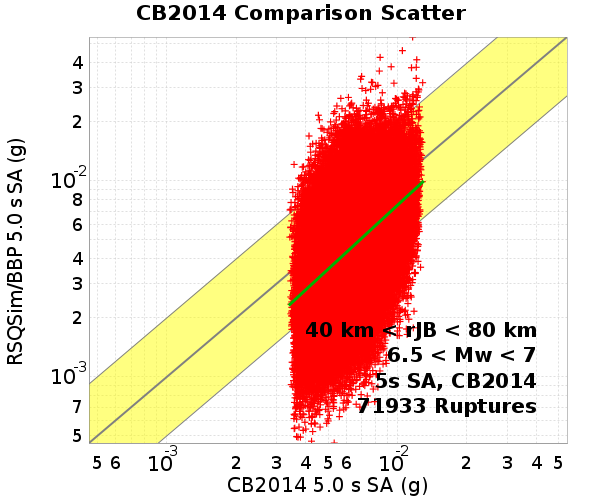 CB2014 Comparison Scatter
RSQSim/BBP 5.0 s SA (g)
4
3
2
10-2
8
6
4
3
2
10-3
7
5
40 km < rJB < 80 km
6.5 < Mw < 7
5s SA, CB2014
71933 Ruptures
5 6 10-3 2 3 4 5 6 10-2 2 3 4 5
CB2014 5.0 s SA (g)